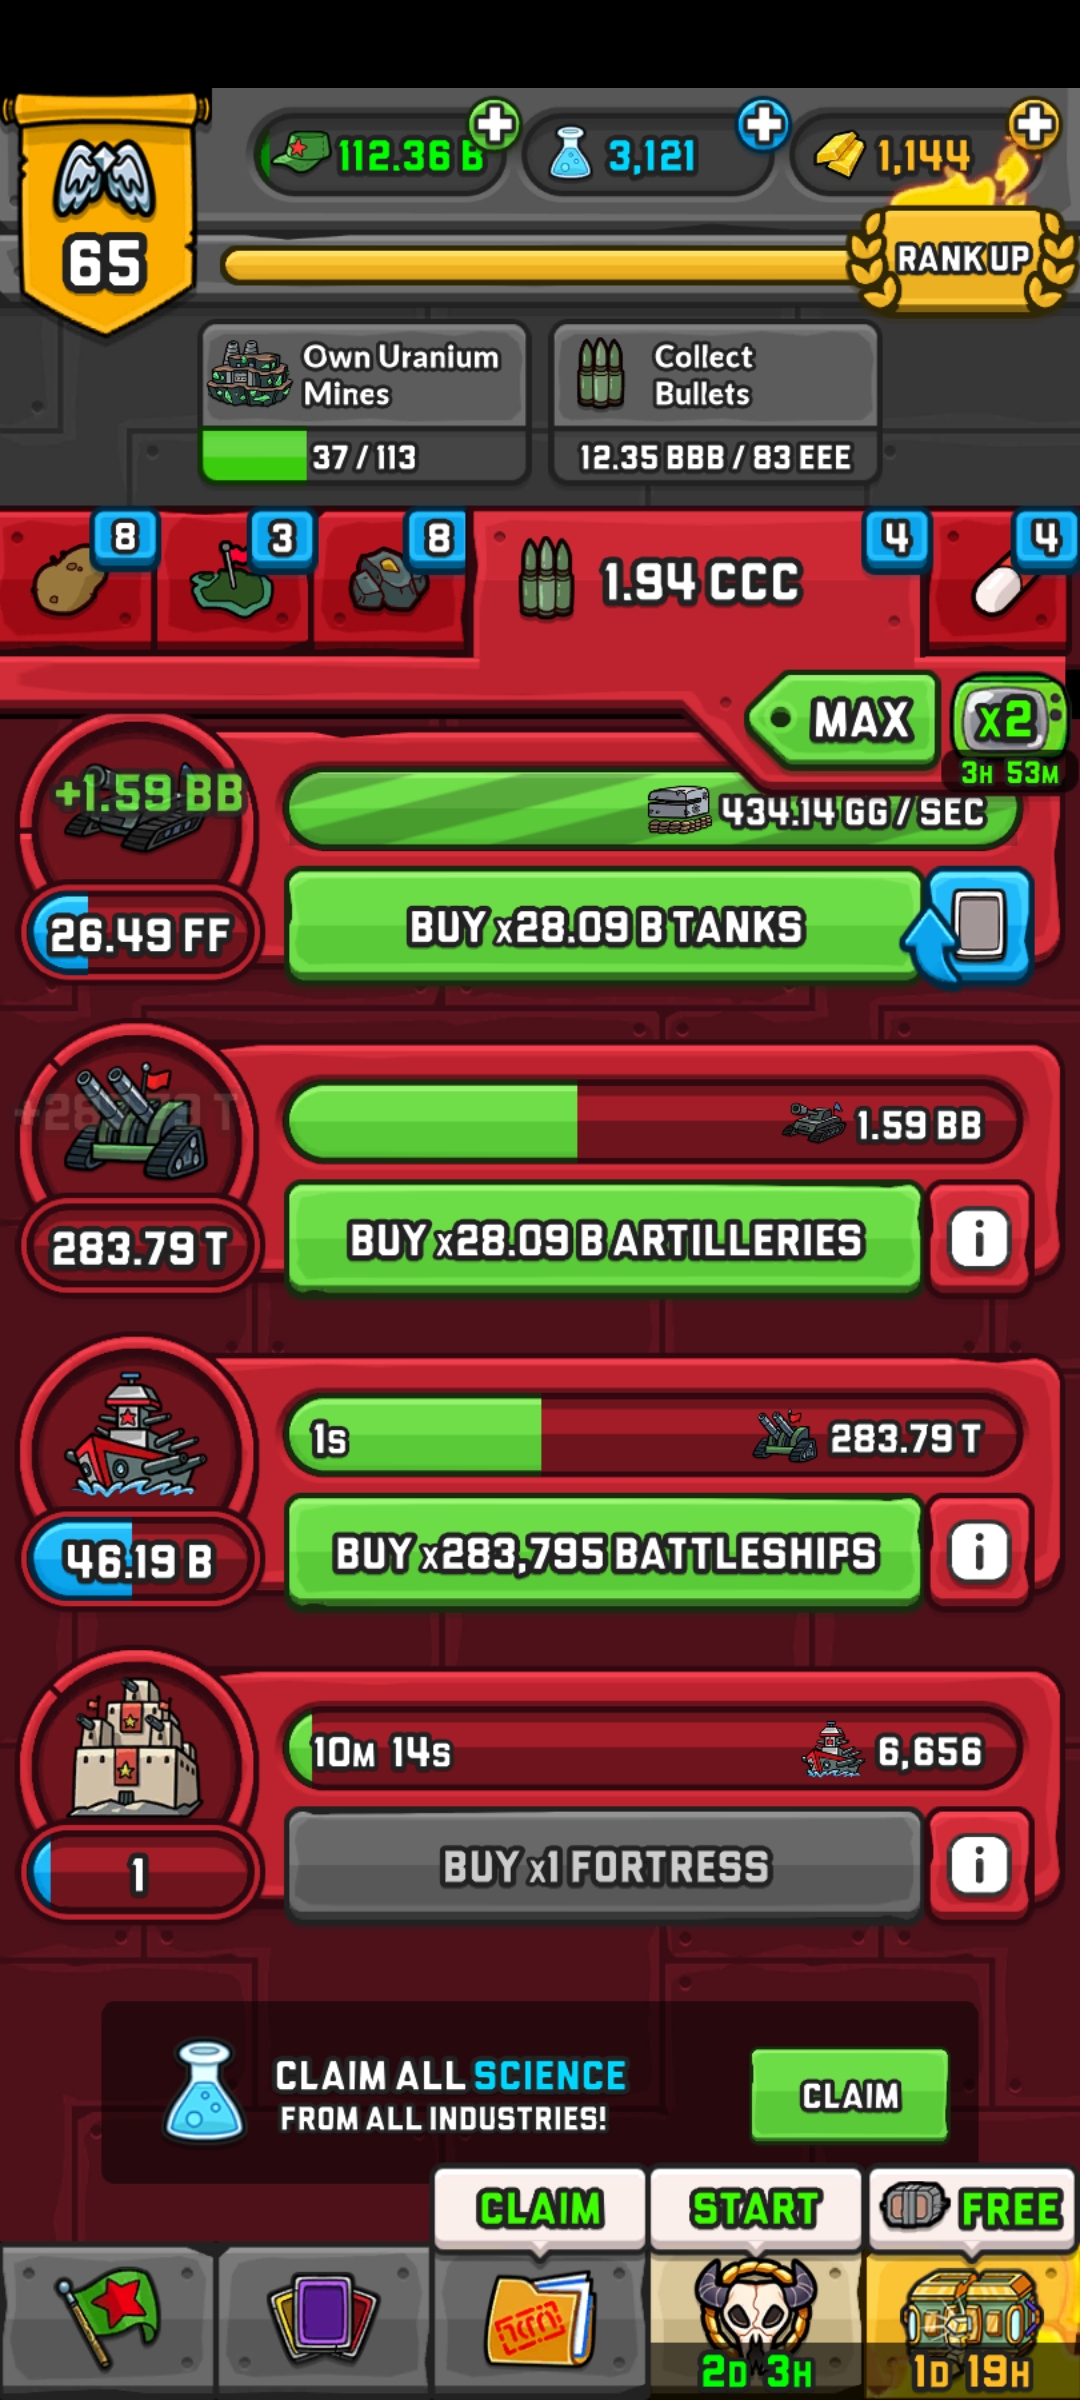 112.36 B
3,121
1,144
65
RANK UP
Own Uranium
Mines
37 / 113
Collect
Bullets
12.35 BBB / 83 EEE
8
3
8
1.94 CCC
4
4
MAX
x2
3H 53M
+1.59 BB
434.14 GG / SEC
26.49 FF
BUY x28.09 B TANKS
1.59 BB
283.79 T
BUY x28.09 B ARTILLERIES
i
1s
283.79 T
46.19 B
BUY x283,795 BATTLESHIPS
i
10M 14s
6,656
1
BUY x1 FORTRESS
i
CLAIM ALL SCIENCE
FROM ALL INDUSTRIES!
CLAIM
CLAIM
START
FREE
2D 3H
1D 19H